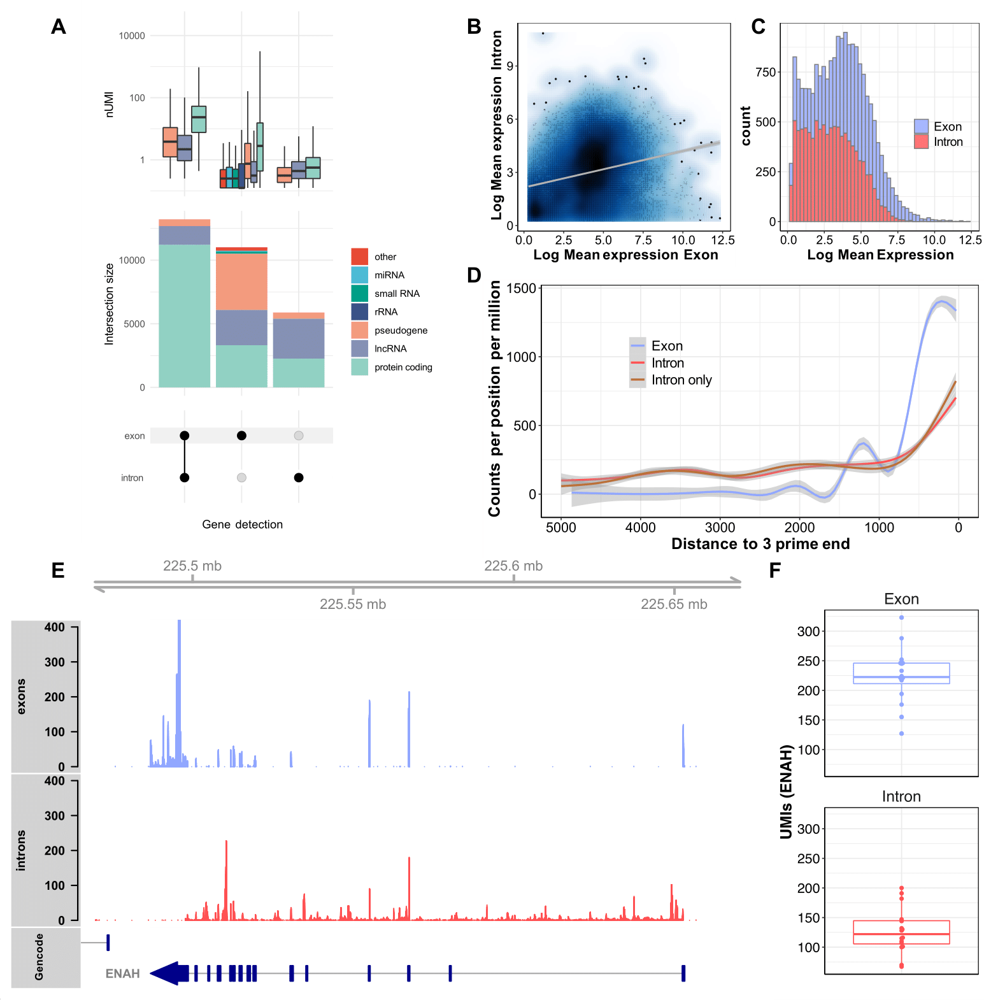 A
10000
100
1
nUMI
10000
5000
0
Intersection size
other
miRNA
small RNA
rRNA
pseudogene
lncRNA
protein coding
exon
intron
Gene detection
B
Log Mean expression Intron
9
6
3
0
0.0 2.5 5.0 7.5 10.0 12.5
Log Mean expression Exon
C
count
750
500
250
0
Exon
Intron
0.0 2.5 5.0 7.5 10.0 12.5
Log Mean Expression
D
Counts per position per million
1500
1000
500
0
Exon
Intron
Intron only
5000 4000 3000 2000 1000 0
Distance to 3 prime end
E
225.5 mb 225.6 mb
225.55 mb 225.65 mb
exons
400
300
200
100
0
introns
400
300
200
100
0
Gencode
ENAH
F
UMIs (ENAH)
Exon
300
250
200
150
100
Intron
300
250
200
150
100